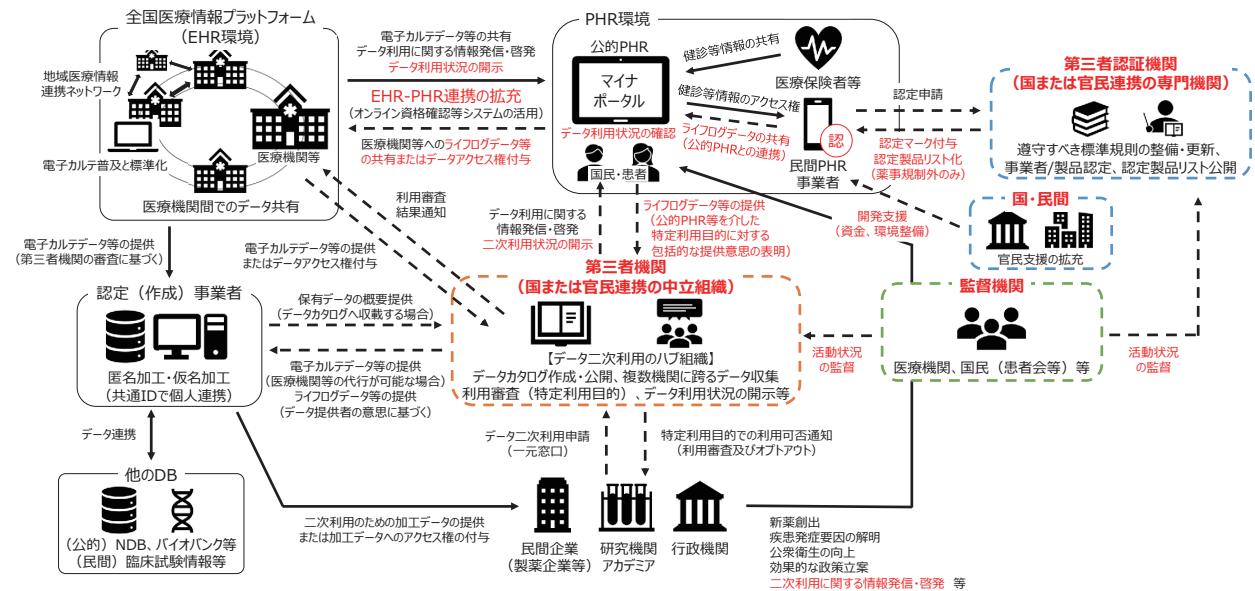 全国医療情報プラットフォーム
(EHR環境)
地域医療情報
連携ネットワーク
電子カルテ普及と標準化
医療機関等
医療機関間でのデータ共有
電子カルテデータ等の共有
データ利用に関する情報発信・啓発
データ利用状況の開示
EHR-PHR連携の拡充
(オンライン資格確認等システムの活用)
医療機関等へのライフログデータ等
の共有またはデータアクセス権付与
PHR環境
公的PHR
マイナ
ポータル
データ利用状況の確認
国民・患者
健診等情報の共有
医療保険者等
健診等情報のアクセス権
ライフログデータの共有
(公的PHRとの連携)
認
民間PHR
事業者
認定申請
認定マーク付与
認定製品リスト化
(薬事規制外のみ)
第三者認証機関
(国または官民連携の専門機関)
遵守すべき標準規則の整備・更新、
事業者/製品認定、認定製品リスト公開
国・民間
官民支援の拡充
開発支援
(資金、環境整備)
利用審査
結果通知
電子カルテデータ等の提供
またはデータアクセス権付与
データ利用に関する
情報発信・啓発
二次利用状況の開示
ライフログデータ等の提供
(公的PHR等を介した
特定利用目的に対する
包括的な提供意思の表明)
電子カルテデータ等の提供
(第三者機関の審査に基づく)
認定(作成)事業者
匿名加工・仮名加工
(共通IDで個人連携)
保有データの概要提供
(データカタログへ収載する場合)
電子カルテデータ等の提供
(医療機関等の代行が可能な場合)
ライフログデータ等の提供
(データ提供者の意思に基づく)
第三者機関
(国または官民連携の中立組織)
【データ二次利用のハブ組織】
データカタログ作成・公開、複数機関に跨るデータ収集
利用審査(特定利用目的)、データ利用状況の開示等
監督機関
医療機関、国民(患者会等)等
活動状況
の監督
活動状況
の監督
データ連携
他のDB
(公的)NDB、バイオバンク等
(民間)臨床試験情報等
データ二次利用申請
(一元窓口)
特定利用目的での利用可否通知
(利用審査及びオプトアウト)
二次利用のための加工データの提供
または加工データへのアクセス権の付与
民間企業
(製薬企業等)
研究機関
アカデミア
行政機関
新薬創出
疾患発症要因の解明
公衆衛生の向上
効果的な政策立案
二次利用に関する情報発信・啓発 等